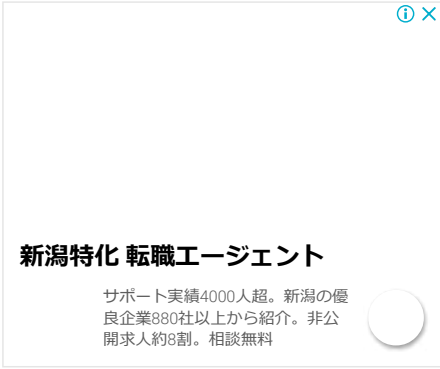 新潟特化 転職エージェント
サポート実績4000人超。新潟の優
良企業880社以上から紹介。非公
開求人約8割。相談無料